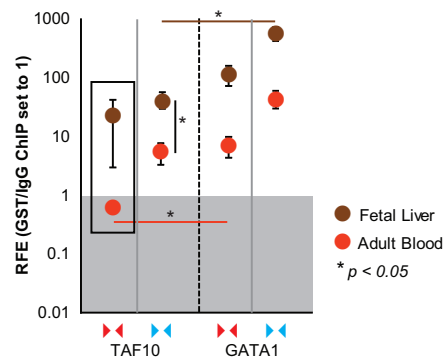 RFE (GST/IgG ChIP set to 1)
1000
100
10
1
0.1
0.01
*
*
*
Fetal Liver
Adult Blood
* p < 0.05
TAF10 GATA1